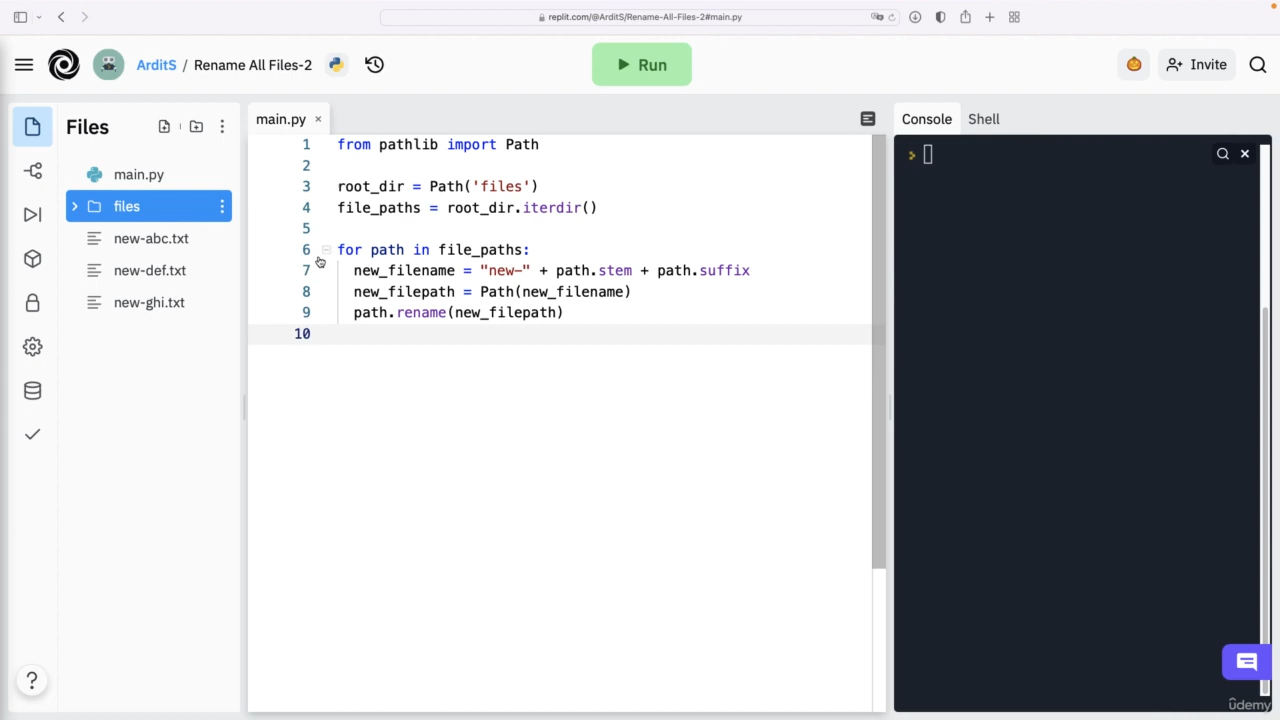 replit.com/@ArditS/Rename-All-Files-2#main.py
ArditS / Rename All Files-2
Run
Invite
Files
main.py
files
new-abc.txt
new-def.txt
new-ghi.txt
main.py ×
1 from pathlib import Path
2
3 root_dir = Path('files')
4 file_paths = root_dir.iterdir()
5
6 for path in file_paths:
7 new_filename = "new-" + path.stem + path.suffix
8 new_filepath = Path(new_filename)
9 path.rename(new_filepath)
10
Console Shell
?
ûdemy